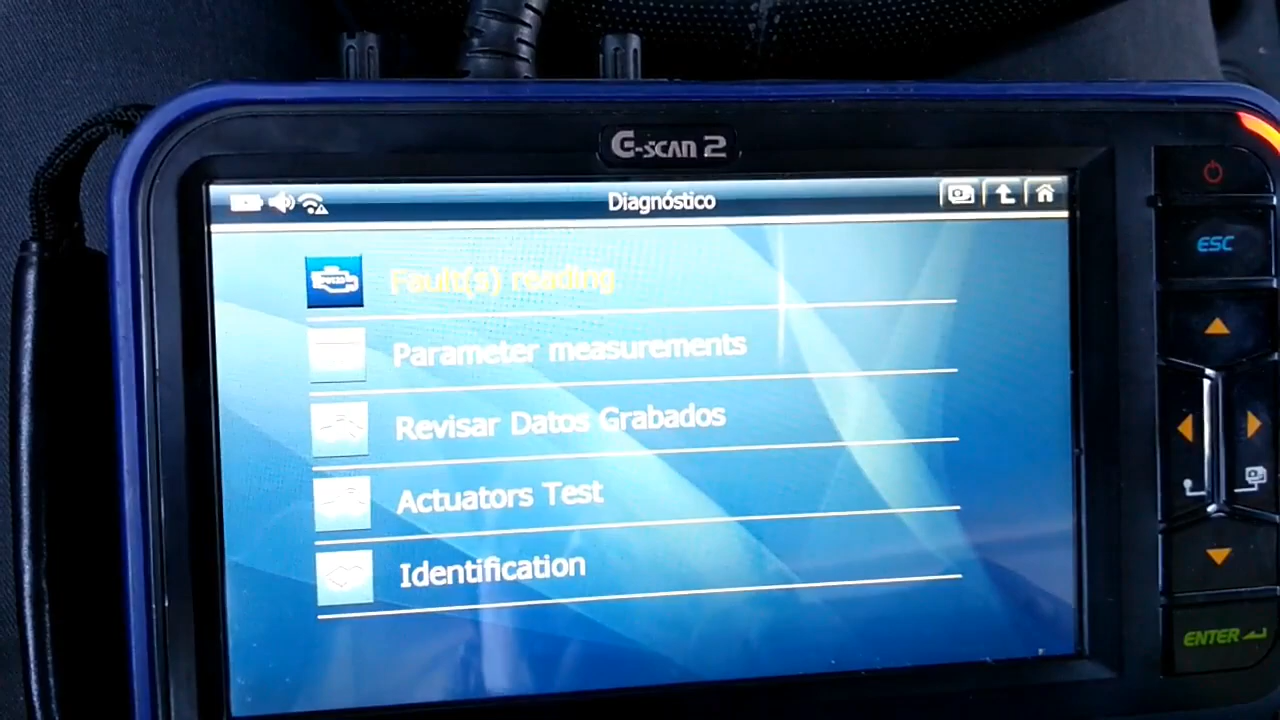 G-SCAN 2
Diagnóstico
Fault(s) reading
Parameter measurements
Revisar Datos Grabados
Actuators Test
Identification
ESC
ENTER